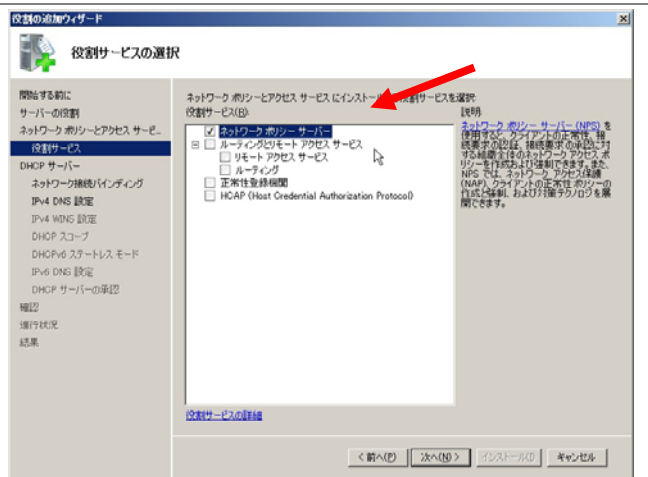 役割の追加ウィザード
役割サービスの選択
開始する前に
サーバーの役割
ネットワーク ポリシーとアクセス サービ...
役割サービス
DHCP サーバー
ネットワーク接続バインディング
IPv4 DNS 設定
IPv4 WINS 設定
DHCP スコープ
DHCPv6 ステートレス モード
IPv6 DNS 設定
DHCP サーバーの承認
確認
進行状況
結果
ネットワーク ポリシーとアクセス サービス にインストール 役割サービスを選択:
役割サービス(R):
ネットワーク ポリシー サーバー
ルーティングとリモート アクセス サービス
リモート アクセス サービス
ルーティング
正常性登録機関
HCAP (Host Credential Authorization Protocol)
役割サービスの詳細
説明:
ネットワーク ポリシー サーバー (NPS) を
使用すると、クライアントの正常性、接
続要求の認証、接続要求の承認に対
する組織全体のネットワーク アクセス ポ
リシーを作成および強制できます。また、
NPS では、ネットワーク アクセス保護
(NAP)、クライアントの正常性 ポリシーの
作成と強制、および対策テクノロジを展
開できます。
< 前へ(P)
次へ(N) >
インストール(I)
キャンセル